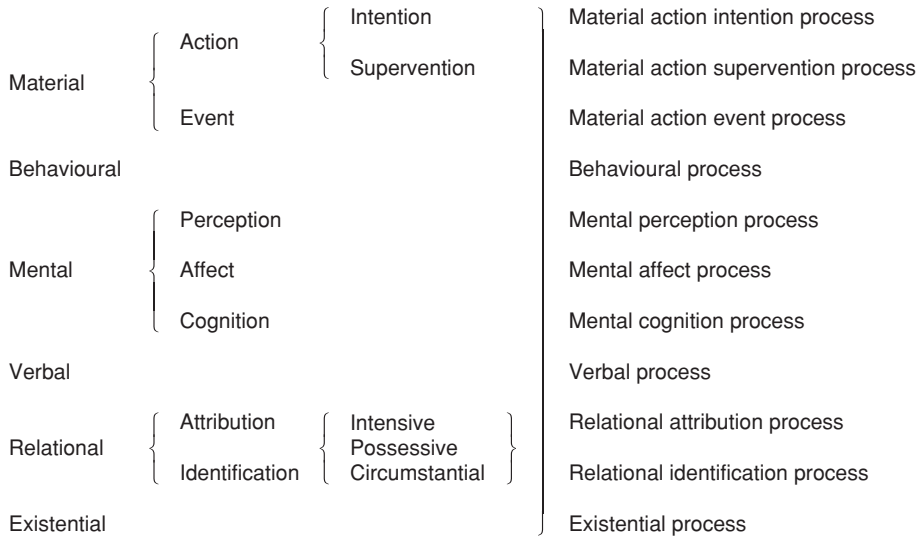 Intention Material action intention process
Action
Supervention Material action supervention process
Material
Event Material action event process
Behavioural Behavioural process
Perception Mental perception process
Mental Affect Mental affect process
Cognition Mental cognition process
Verbal Verbal process
Attribution Intensive Relational attribution process
Relational Possessive
Identification Circumstantial Relational identification process
Existential Existential process